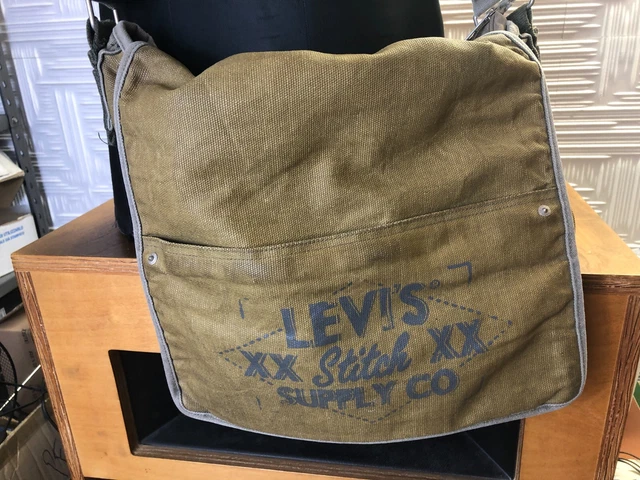 LEVI'S®
XX Stitch XX
SUPPLY CO